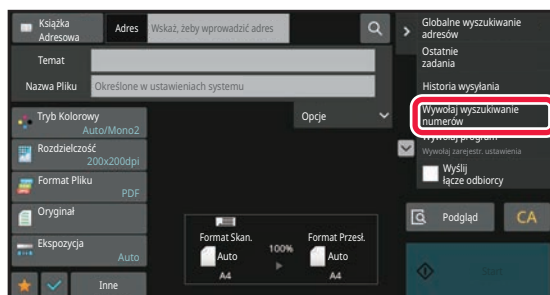 Książka
Adresowa
Adres
Wskaż, żeby wprowadzić adres
Temat
Nazwa Pliku
Określone w ustawieniach systemu
Tryb Kolorowy
Auto/Mono2
Rozdzielczość
200x200dpi
Format Pliku
PDF
Oryginał
Ekspozycja
Auto
Inne
Opcje
Format Skan.
Auto
A4
100%
Format Przesł.
Auto
A4
Globalne wyszukiwanie
adresów
Ostatnie
zadania
Historia wysyłania
Wywołaj wyszukiwanie
numerów
Wywołaj program
Wywołaj zarejestr. ustawienia
Wyślij
łącze odbiorcy
Podgląd
CA
Start